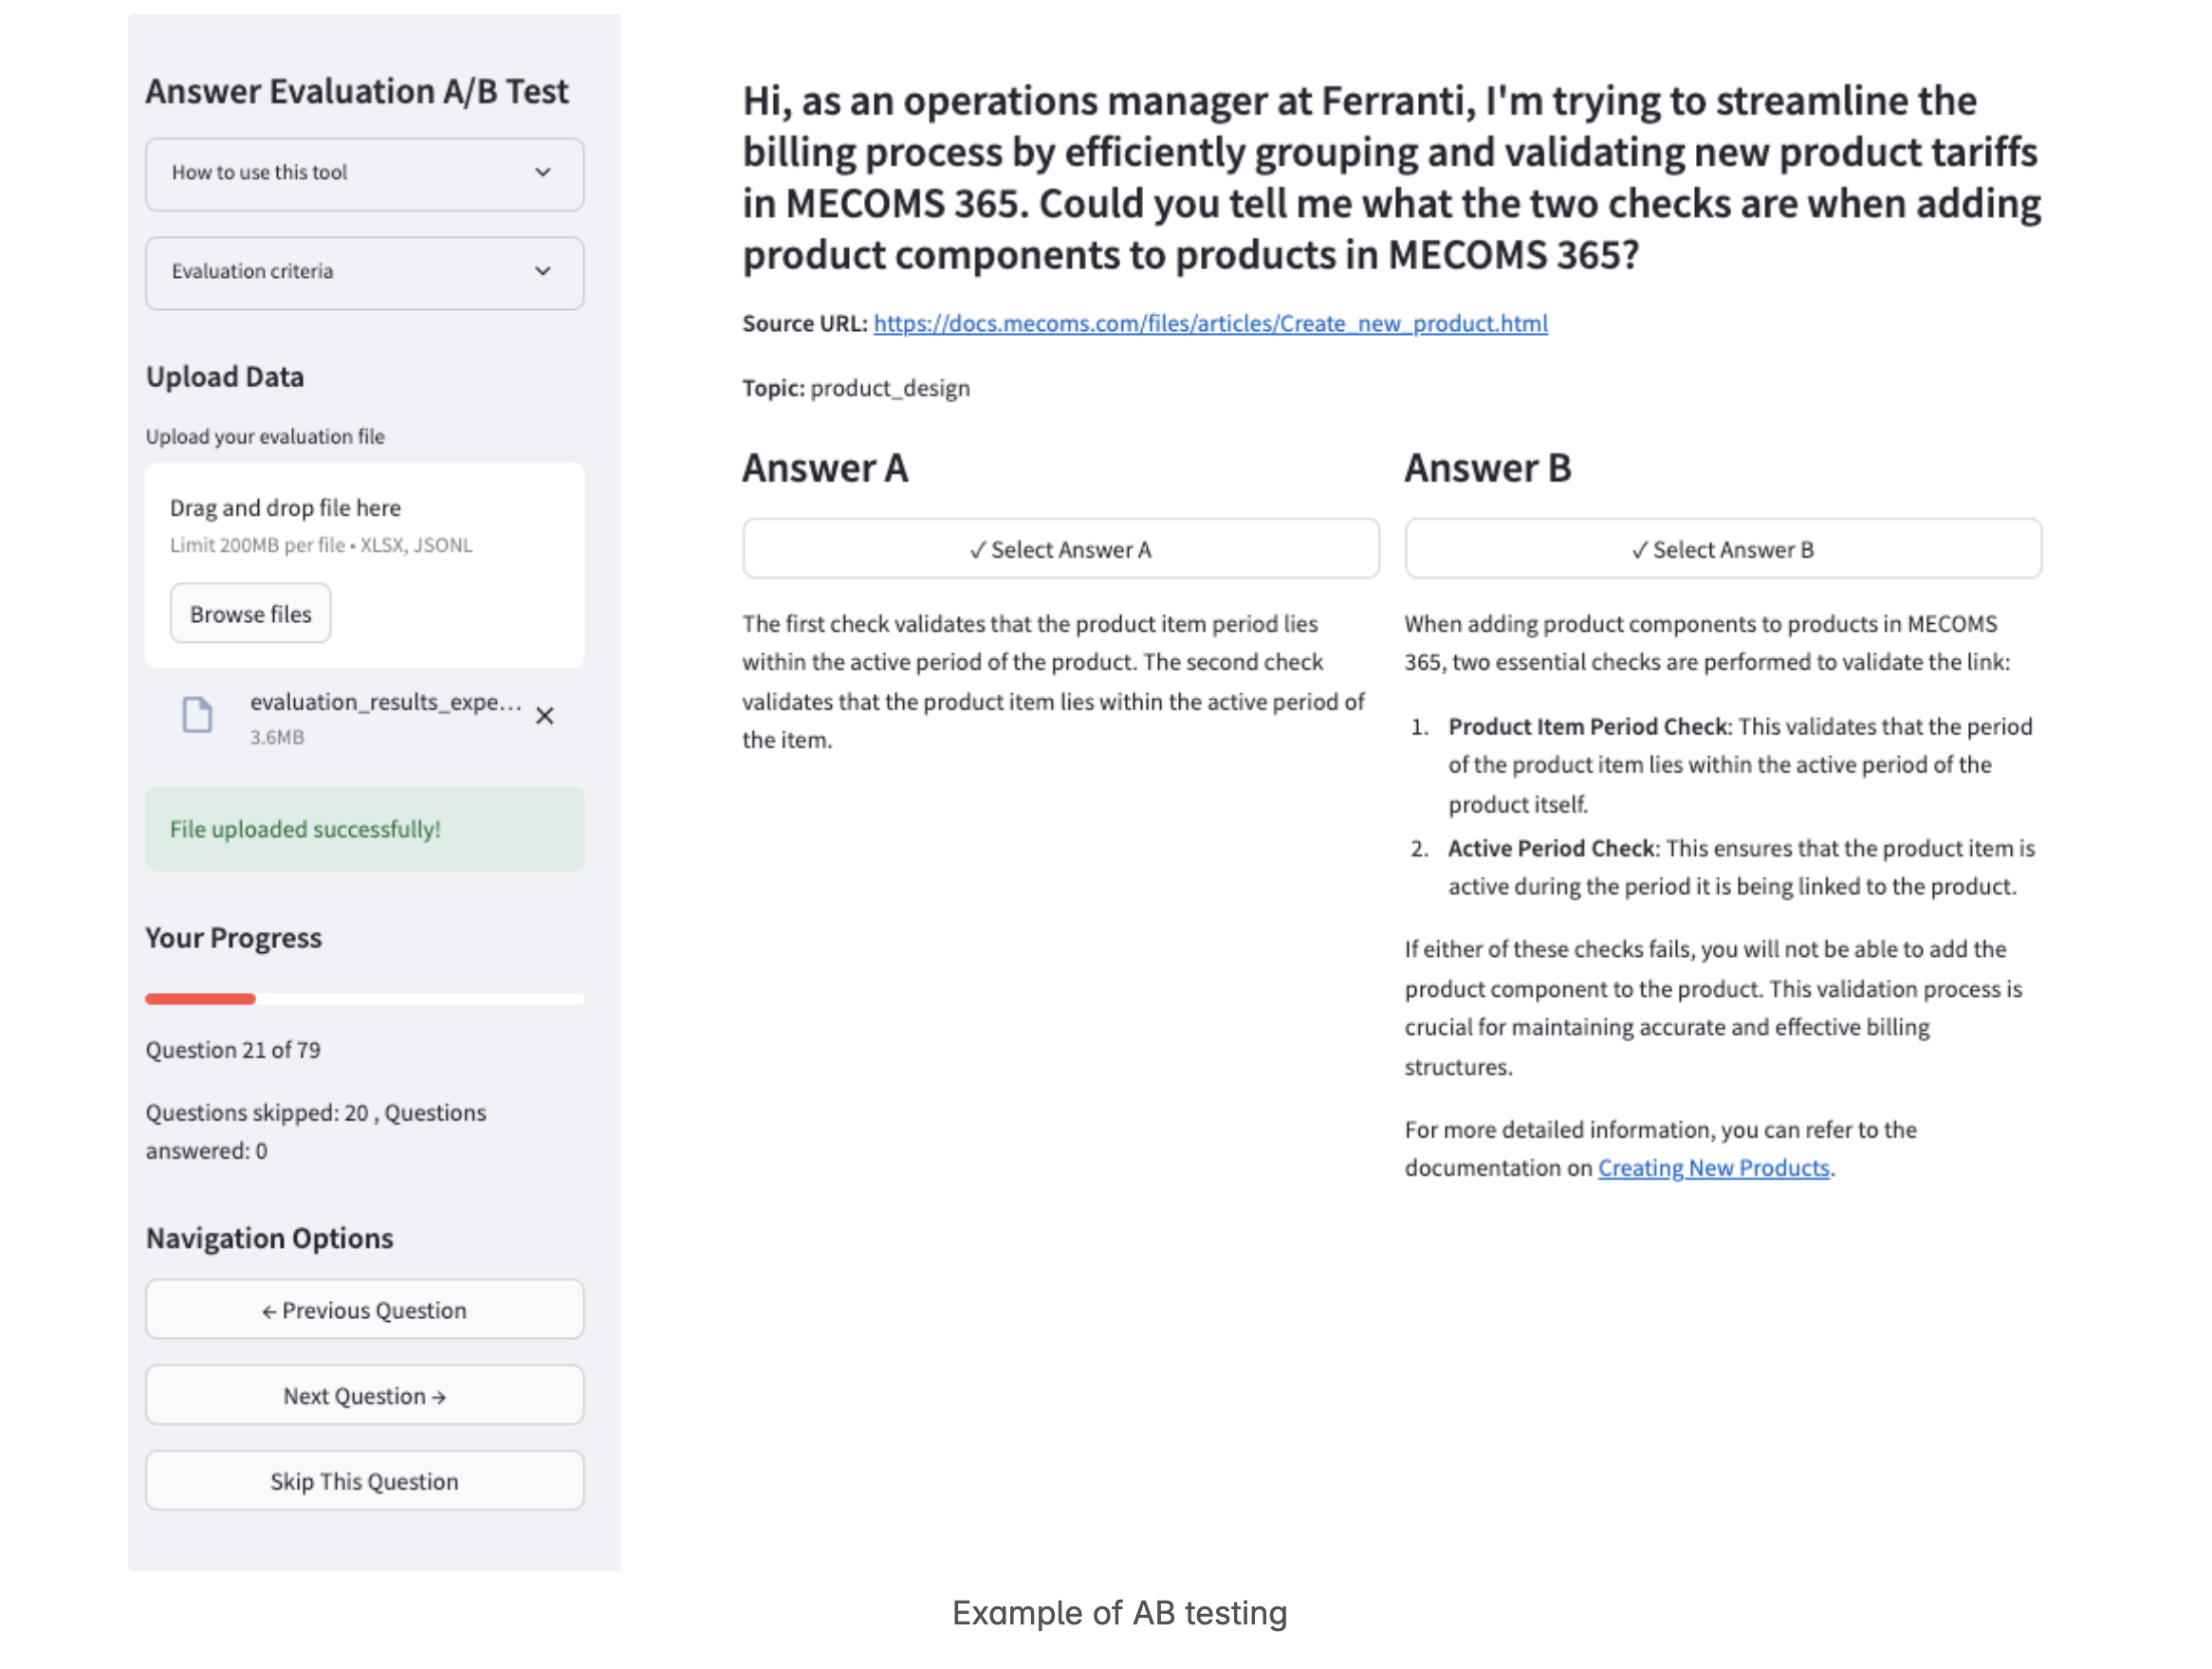 Answer Evaluation A/B Test
How to use this tool
Evaluation criteria
Upload Data
Upload your evaluation file
Drag and drop file here
Limit 200MB per file • XLSX, JSONL
Browse files
evaluation_results_expe...
3.6MB
File uploaded successfully!
Your Progress
Question 21 of 79
Questions skipped: 20 , Questions
answered: 0
Navigation Options
← Previous Question
Next Question →
Skip This Question
Hi, as an operations manager at Ferranti, I'm trying to streamline the
billing process by efficiently grouping and validating new product tariffs
in MECOMS 365. Could you tell me what the two checks are when adding
product components to products in MECOMS 365?
Source URL: https://docs.mecoms.com/files/articles/Create_new_product.html
Topic: product_design
Answer A
✓ Select Answer A
The first check validates that the product item period lies
within the active period of the product. The second check
validates that the product item lies within the active period of
the item.
Answer B
✓ Select Answer B
When adding product components to products in MECOMS
365, two essential checks are performed to validate the link:
1. Product Item Period Check: This validates that the period
of the product item lies within the active period of the
product itself.
2. Active Period Check: This ensures that the product item is
active during the period it is being linked to the product.
If either of these checks fails, you will not be able to add the
product component to the product. This validation process is
crucial for maintaining accurate and effective billing
structures.
For more detailed information, you can refer to the
documentation on Creating New Products.
Example of AB testing